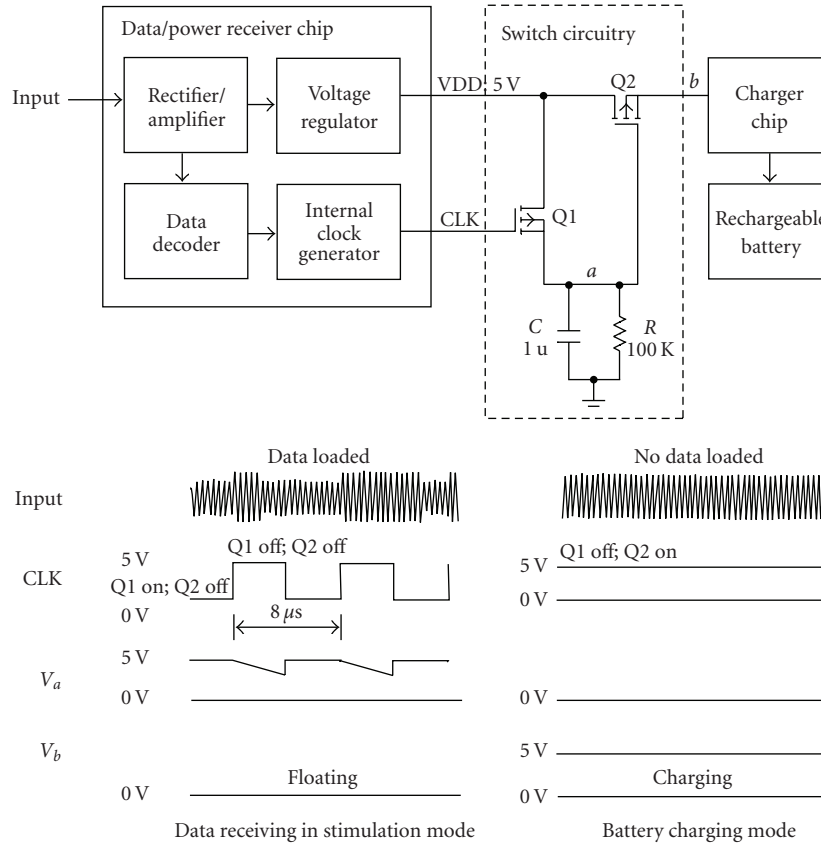 Data/power receiver chip
Switch circuitry
Input
Rectifier/
amplifier
Voltage
regulator
VDD, 5 V
Q2
b
Charger
chip
Data
decoder
Internal
clock
generator
CLK
Q1
Rechargeable
battery
a
C
1 u
R
100 K
Data loaded
No data loaded
Input
CLK
5 V
Q1 off; Q2 off
Q1 on; Q2 off
0 V
8 μs
Q1 off; Q2 on
5 V
0 V
Va
5 V
0 V
0 V
Vb
5 V
0 V
Floating
0 V
Charging
Data receiving in stimulation mode
Battery charging mode